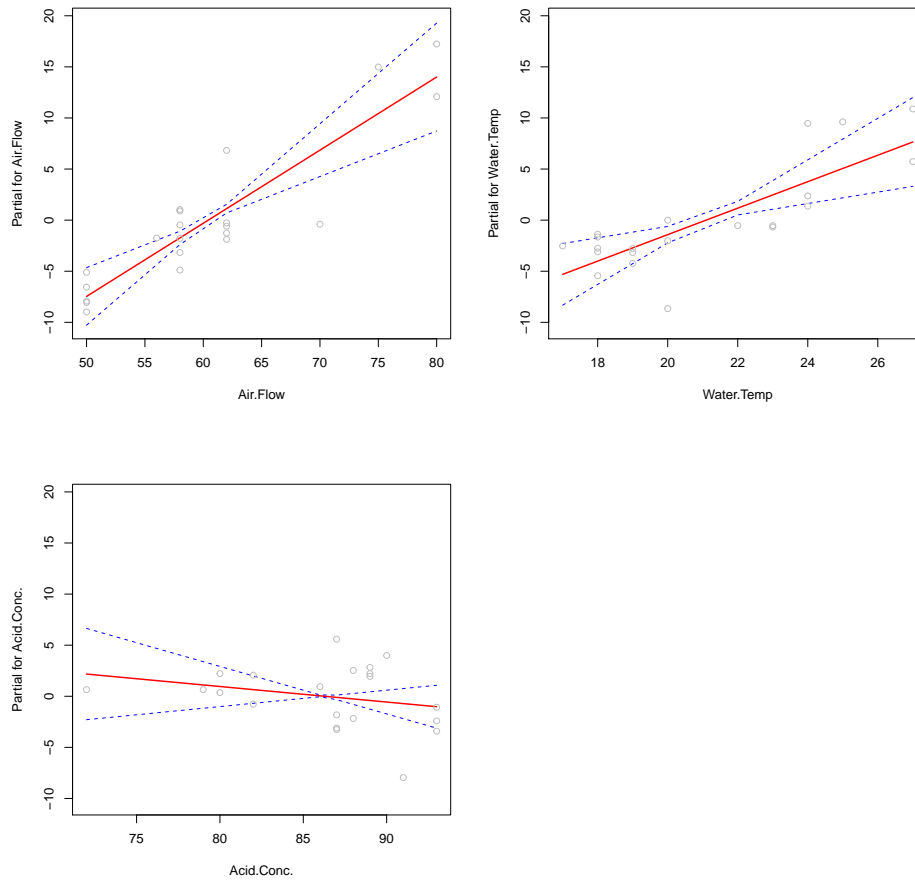 Partial for Air.Flow
20
15
10
5
0
−5
−10
50 55 60 65 70 75 80
Air.Flow
Partial for Water.Temp
20
15
10
5
0
−5
−10
18 20 22 24 26
Water.Temp
Partial for Acid.Conc.
20
15
10
5
0
−5
−10
75 80 85 90
Acid.Conc.